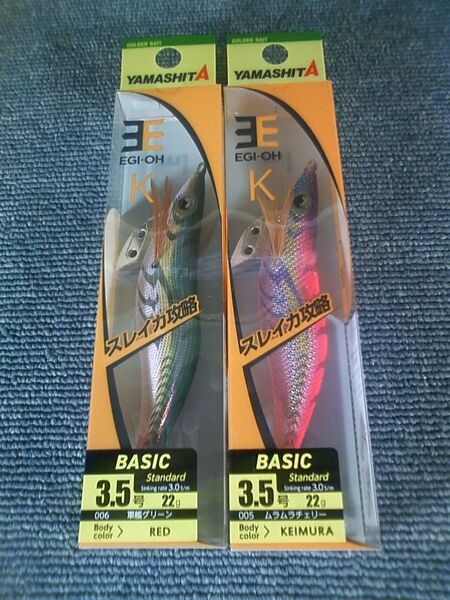 GOLDEN BAIT
YAMASHITA
EGI-OH
K
スレイカ攻略
BASIC
Standard
3.5号
Sinking rate 3.0s/m
22g
006 軍艦グリーン
Body color RED
GOLDEN BAIT
YAMASHITA
EGI-OH
K
スレイカ攻略
BASIC
Standard
3.5号
Sinking rate 3.0s/m
22g
005 ムラムラチェリー
Body color KEIMURA